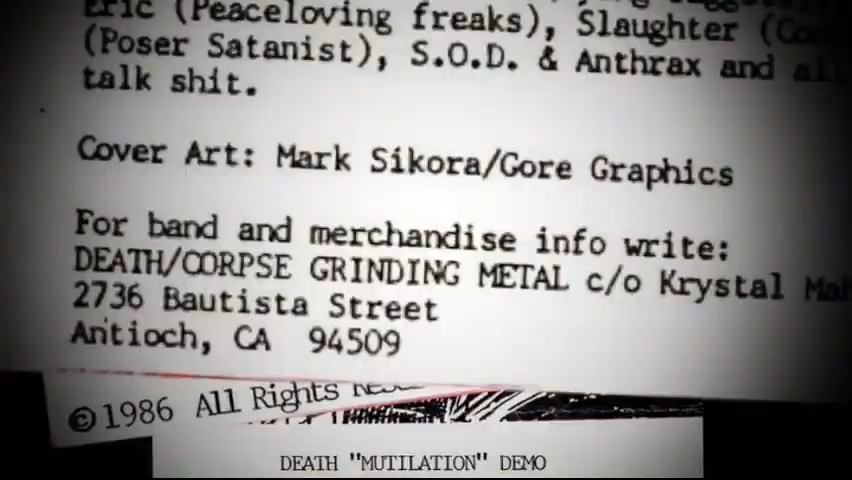 Eric (Peaceloving freaks), Slaughter
(Poser Satanist), S.O.D. & Anthrax and
talk shit.
Cover Art: Mark Sikora/Gore Graphics
For band and merchandise info write:
DEATH/CORPSE GRINDING METAL c/o Krystal
2736 Bautista Street
Antioch, CA 94509
©1986 All Rights
DEATH "MUTILATION" DEMO